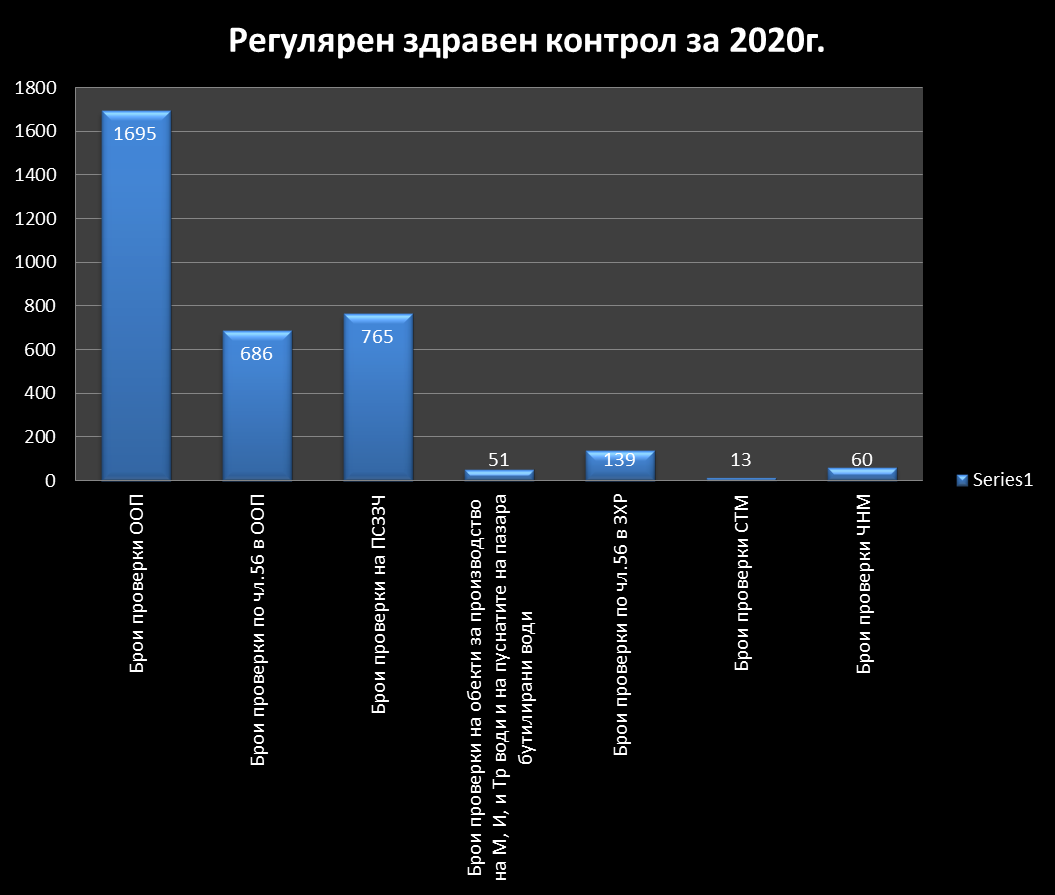 Регулярен здравен контрол за 2020г.
1800
1600
1400
1200
1000
800
600
400
200
0
1695
686
765
51
139
13
60
Брои проверки ООП
Брои проверки по чл.56 в ООП
Брои проверки на ПСЗЗЧ
Брои проверки на обекти за производство
на М, И, и Тр води и на пуснатите на пазара
бутилирани води
Брои проверки по чл.56 в ЗХР
Брои проверки СТМ
Брои проверки ЧНМ
Series1